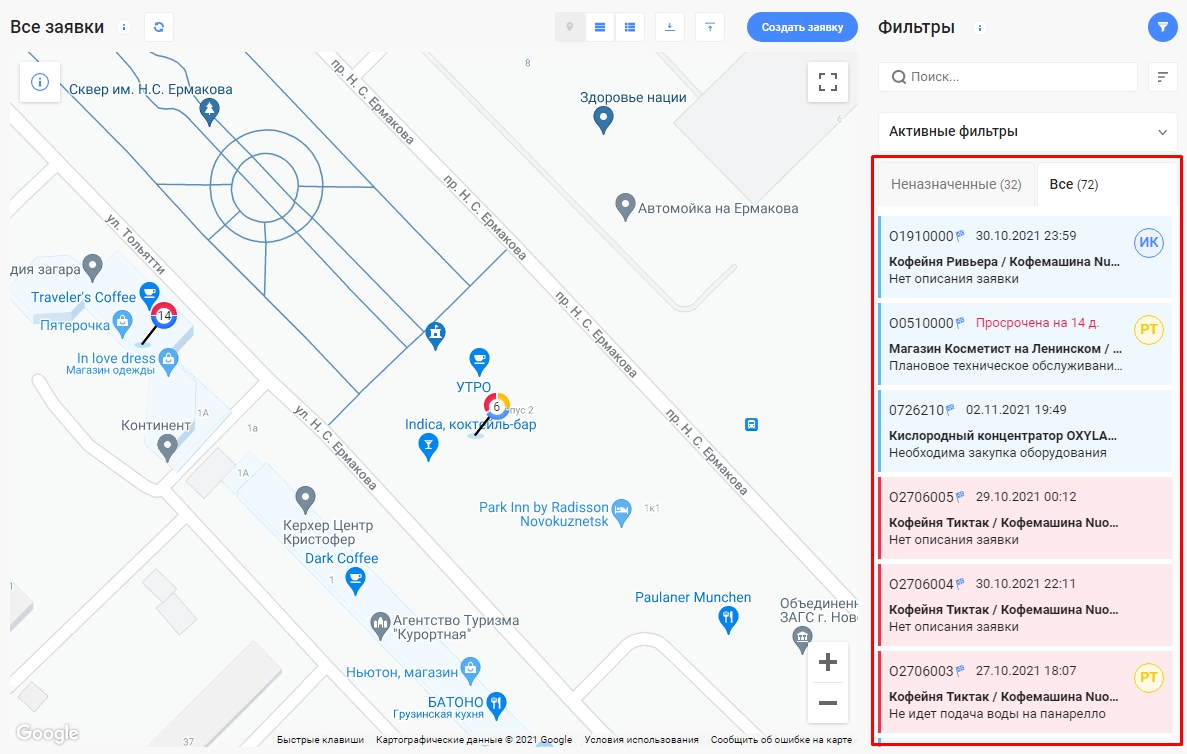 Все заявки
Создать заявку
Фильтры
Поиск...
Активные фильтры
Неназначенные (32)
Все (72)
О1910000 30.10.2021 23:59
ИК
Кофейня Ривьера / Кофемашина Nu...
Нет описания заявки
О0510000 Просрочена на 14 д.
РТ
Магазин Косметист на Ленинском / ...
Плановое техническое обслуживани...
0726210 02.11.2021 19:49
Кислородный концентратор OXYLA...
Необходима закупка оборудования
О2706005 29.10.2021 00:12
Кофейня Тиктак / Кофемашина Nuo...
Нет описания заявки
О2706004 30.10.2021 22:11
Кофейня Тиктак / Кофемашина Nuo...
Нет описания заявки
О2706003 27.10.2021 18:07
РТ
Кофейня Тиктак / Кофемашина Nuo...
Не идет подача воды на панарелло
8
пр. Н. С. Ермакова
Сквер им. Н.С. Ермакова
Здоровье нации
6
пр. Н. С. Ермакова
Автомойка на Ермакова
ул. Тольятти
дия загара
Traveler's Coffee
14
Пятерочка
пр. Н. С. Ермакова
In love dress
Магазин одежды
УТРО
6
пус 2
1А
Континент
1а
ул. Н. С. Ермакова
Indica, коктейль-бар
пр. Н. С. Ермакова
1А
Керхер Центр
Кристофер
Park Inn by Radisson
Novokuznetsk
1к1
Dark Coffee
1
Paulaner Munchen
Объединенн
ЗАГС г. Ново
Агентство Туризма
"Курортная"
Ньютон, магазин
БАТОНО
Грузинская кухня
37
Google
Быстрые клавиши
Картографические данные © 2021 Google
Условия использования
Сообщить об ошибке на карте